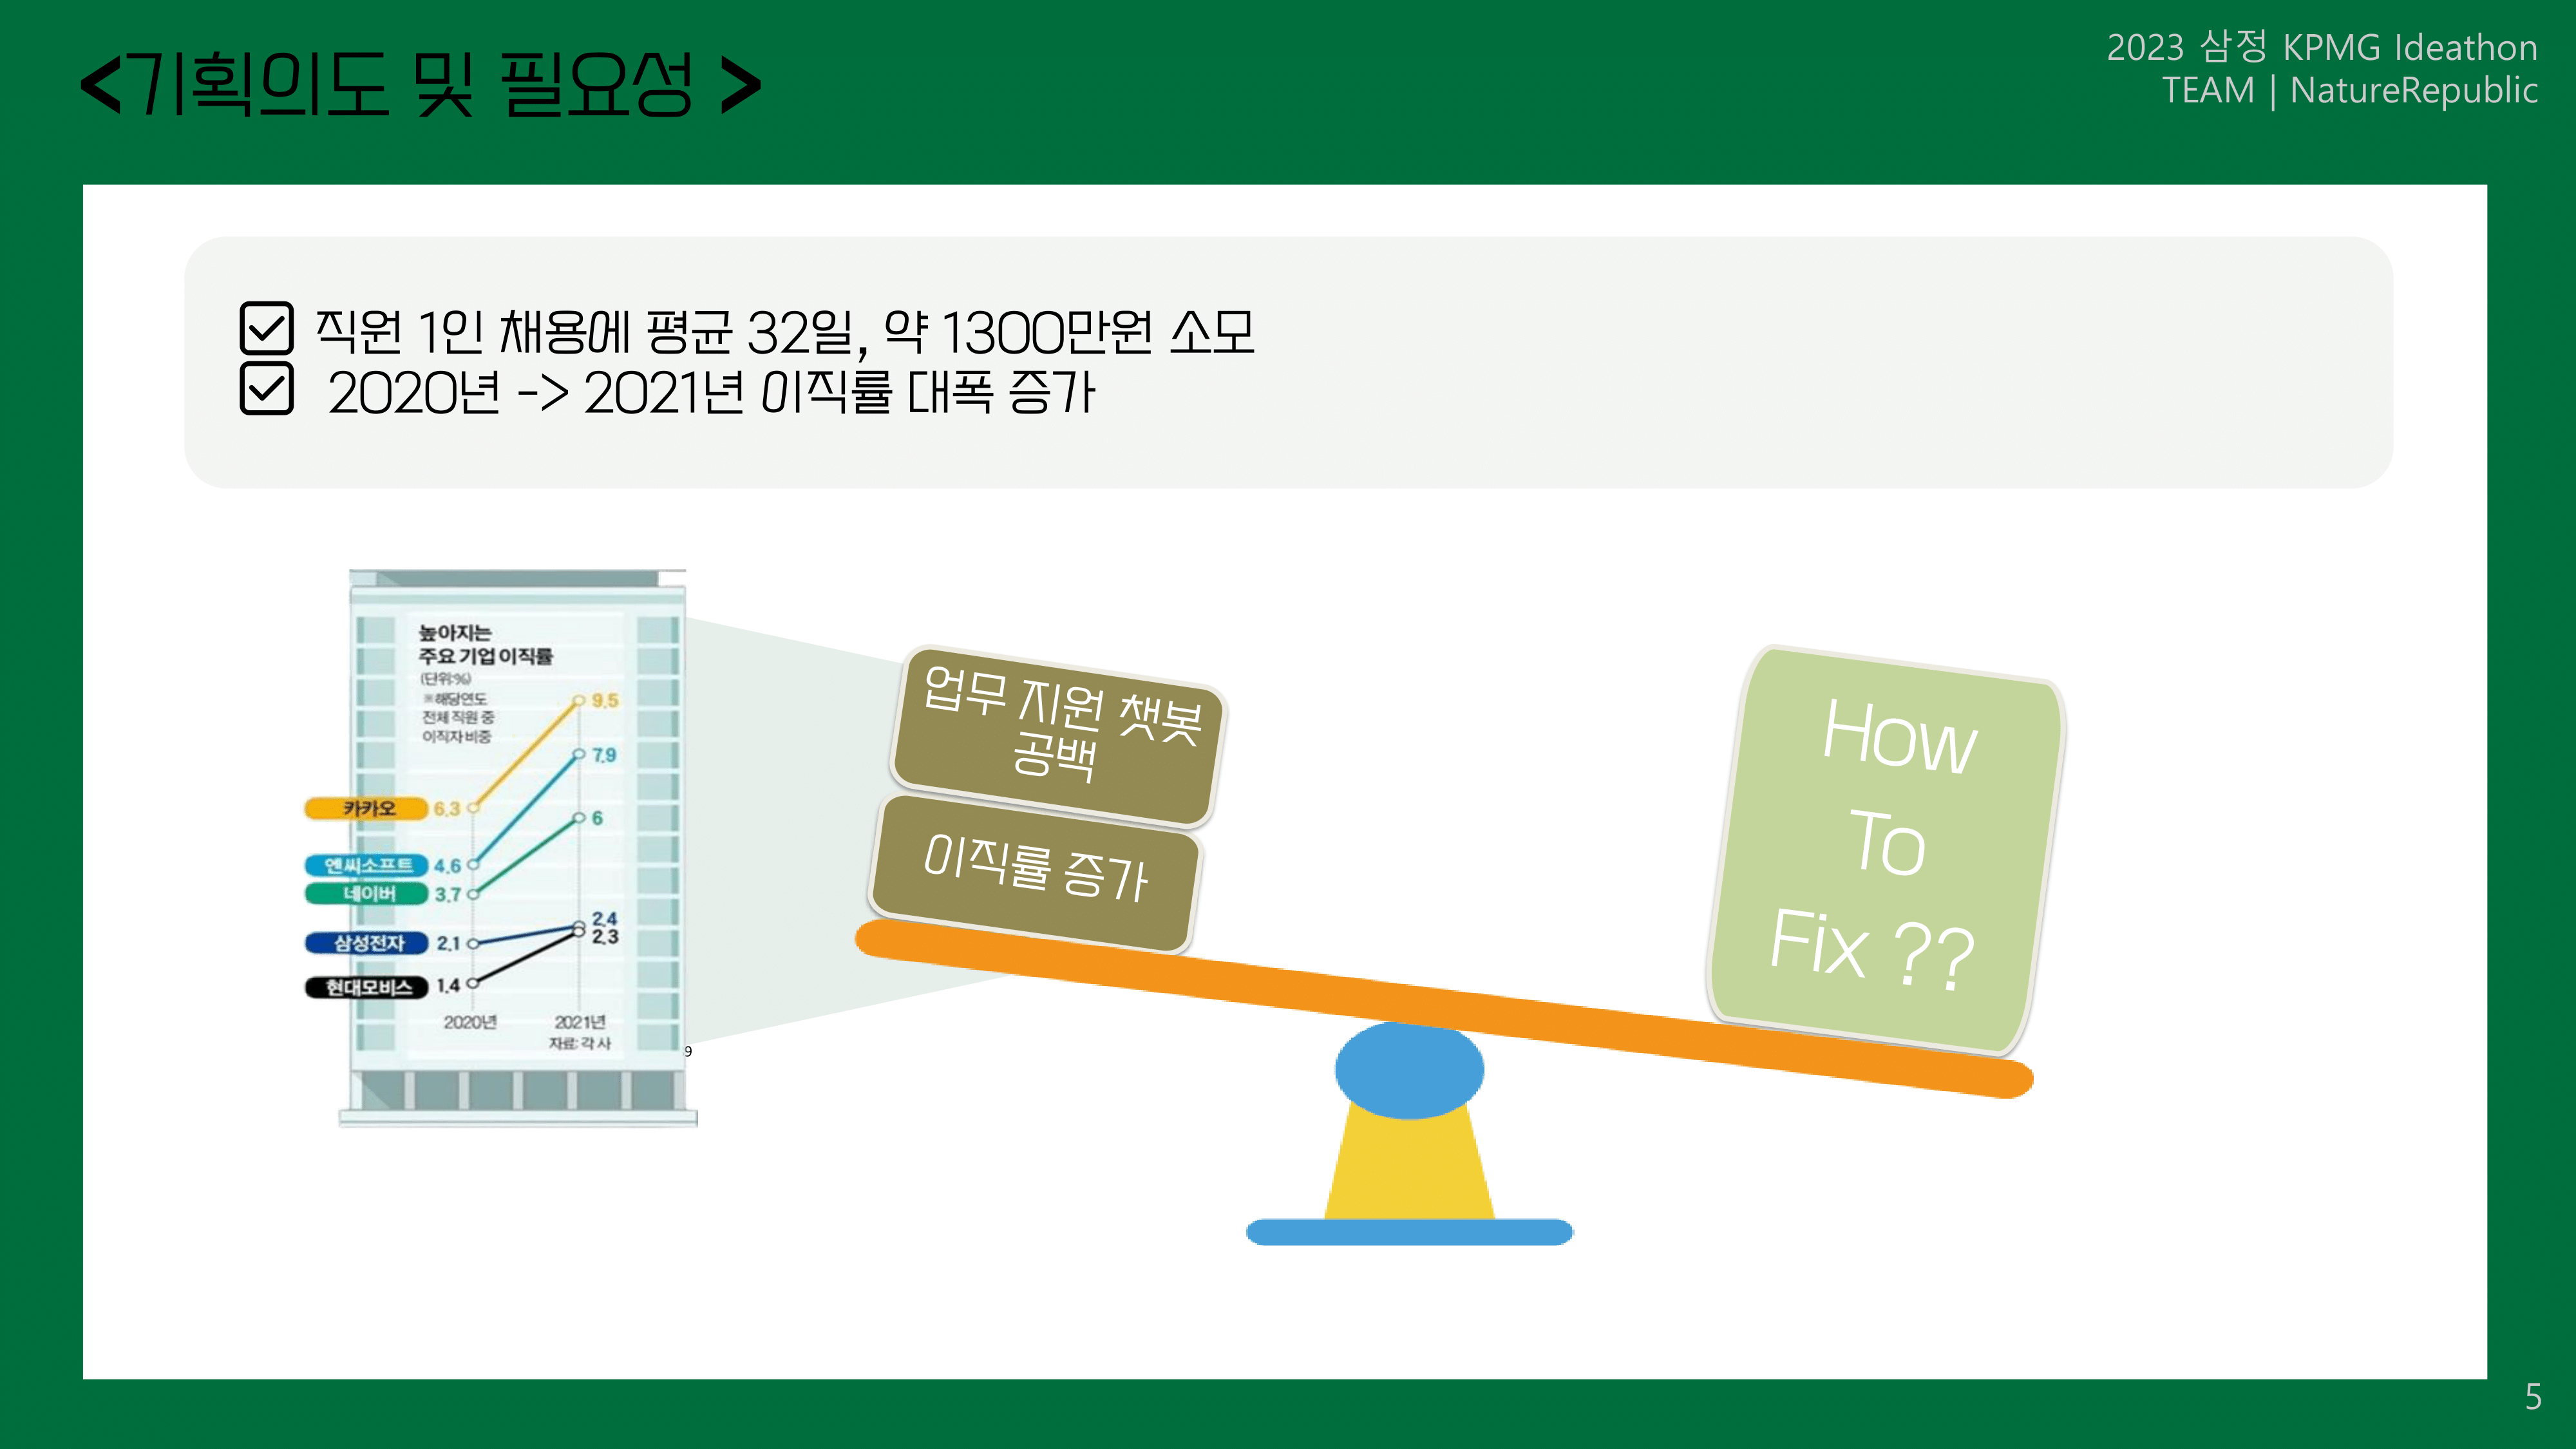 <기획의도 및 필요성 >
2023 삼정 KPMG Ideathon
TEAM | NatureRepublic
직원 1인 채용에 평균 32일, 약 1300만원 소모
2020년 -> 2021년 이직률 대폭 증가
높아지는
주요 기업 이직률
(단위:%)
※해당연도
전체 직원 중
이직자 비중
9.5
7.9
카카오 6.3
6
엔씨소프트 4.6
네이버 3.7
2.4
삼성전자 2.1
2.3
현대모비스 1.4
2020년 2021년
자료: 각 사
9
업무 지원 챗봇
공백
이직률 증가
How
To
Fix ??
5